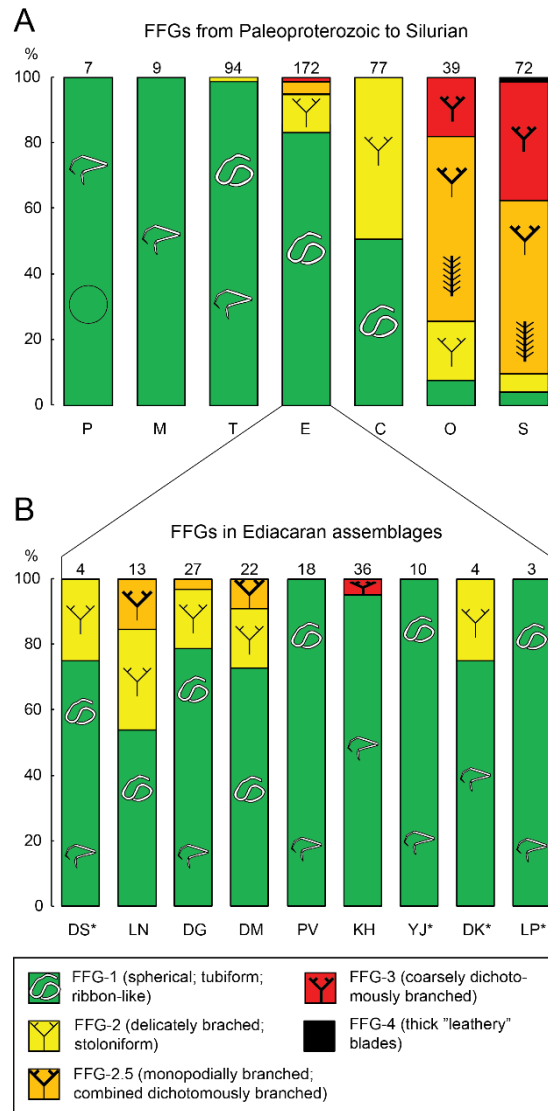 A
FFGs from Paleoproterozoic to Silurian
%
7 9 94 172 77 39 72
100
80
60
40
20
0
P M T E C O S
B
FFGs in Ediacaran assemblages
%
4 13 27 22 18 36 10 4 3
100
80
60
40
20
0
DS* LN DG DM PV KH YJ* DK* LP*
FFG-1 (spherical; tubiform;
ribbon-like)
FFG-2 (delicately brached;
stoloniform)
FFG-2.5 (monopodially branched;
combined dichotomously branched)
FFG-3 (coarsely dichoto-
mously branched)
FFG-4 (thick "leathery"
blades)